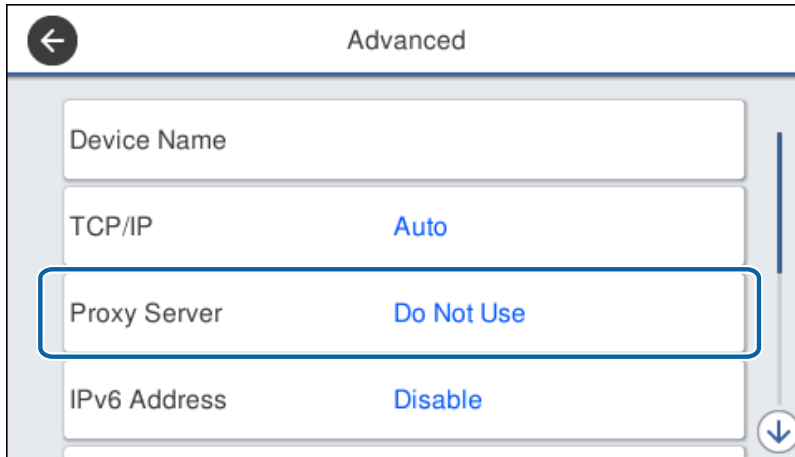 Advanced
Device Name
TCP/IP Auto
Proxy Server Do Not Use
IPv6 Address Disable